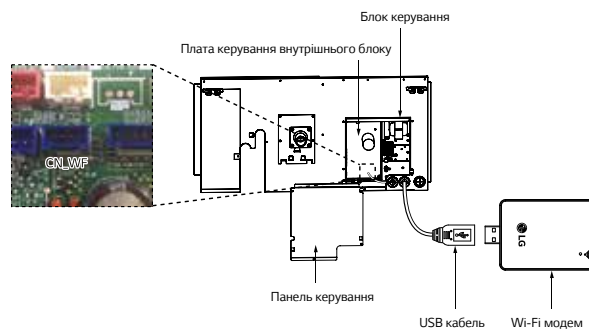 Блок керування
Плата керування внутрішнього блоку
CN_WF
LG
Панель керування
USB кабель
Wi-Fi модем